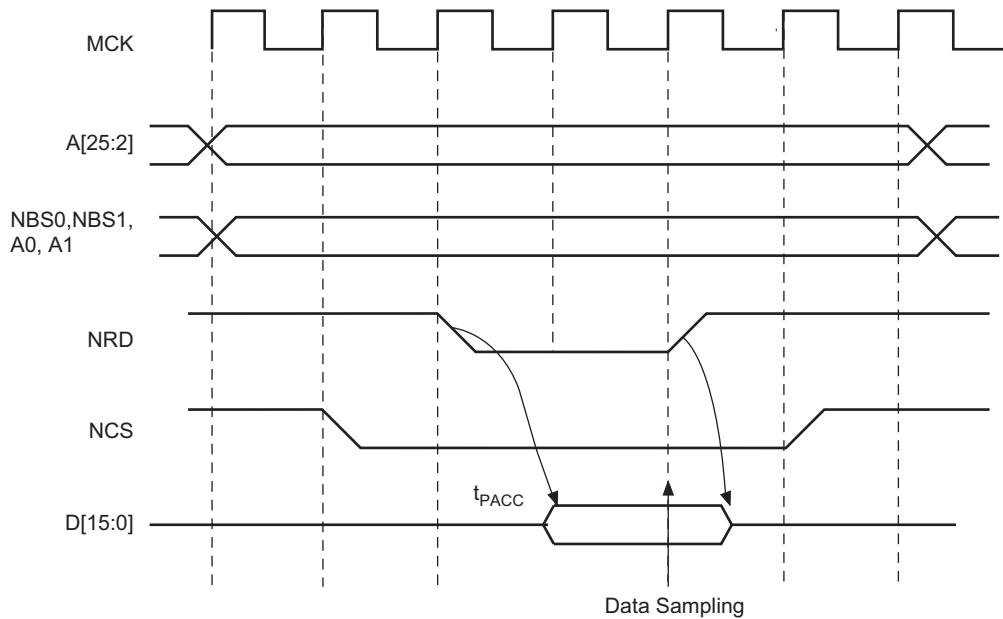 MCK
A[25:2]
NBS0,NBS1,
A0, A1
NRD
NCS
tPACC
D[15:0]
Data Sampling